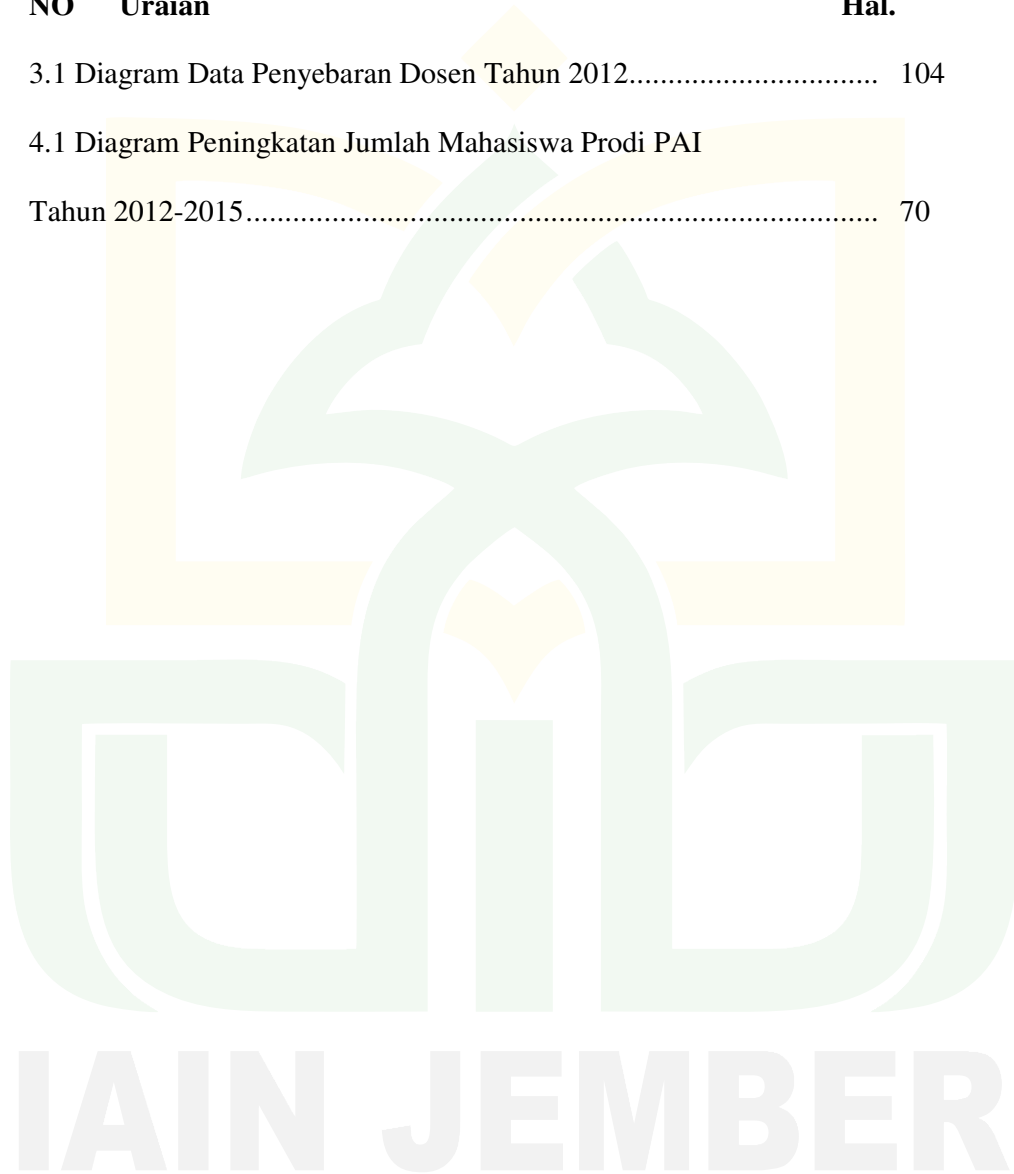 NO Uraian Hal.
3.1 Diagram Data Penyebaran Dosen Tahun 2012................................ 104
4.1 Diagram Peningkatan Jumlah Mahasiswa Prodi PAI
Tahun 2012-2015................................................................................. 70
IAIN JEMBER